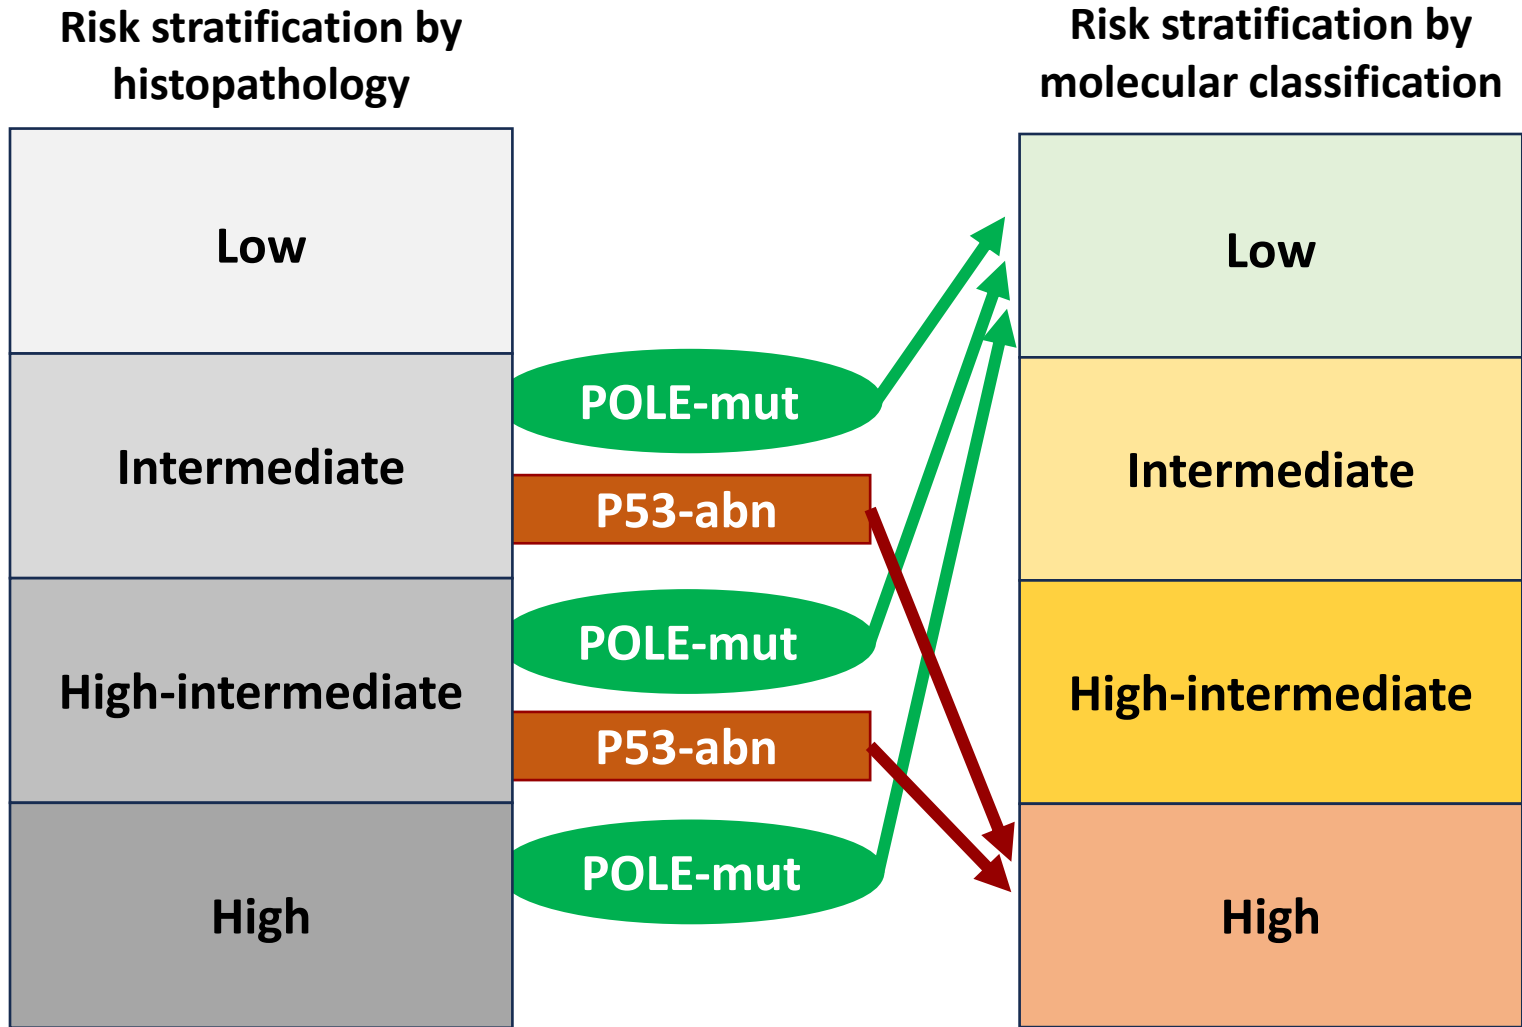 Risk stratification by
histopathology
Low
Intermediate
High-intermediate
High
POLE-mut
P53-abn
POLE-mut
P53-abn
POLE-mut
Risk stratification by
molecular classification
Low
Intermediate
High-intermediate
High